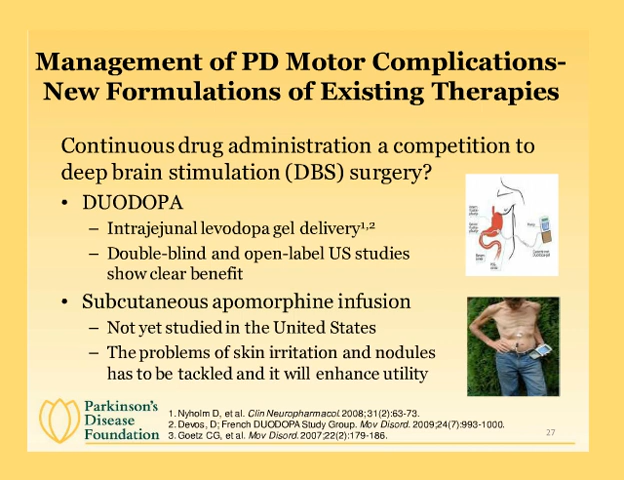 Management of PD Motor Complications-
New Formulations of Existing Therapies
Continuous drug administration a competition to
deep brain stimulation (DBS) surgery?
• DUODOPA
– Intrajejunal levodopa gel delivery1,2
– Double-blind and open-label US studies
show clear benefit
• Subcutaneous apomorphine infusion
– Not yet studied in the United States
– The problems of skin irritation and nodules
has to be tackled and it will enhance utility
Parkinson's
Disease
Foundation
1. Nyholm D, et al. Clin Neuropharmacol. 2008;31(2):63-73.
2. Devos, D; French DUODOPA Study Group. Mov Disord. 2009;24(7):993-1000.
3. Goetz CG, et al. Mov Disord. 2007;22(2):179-186.
27